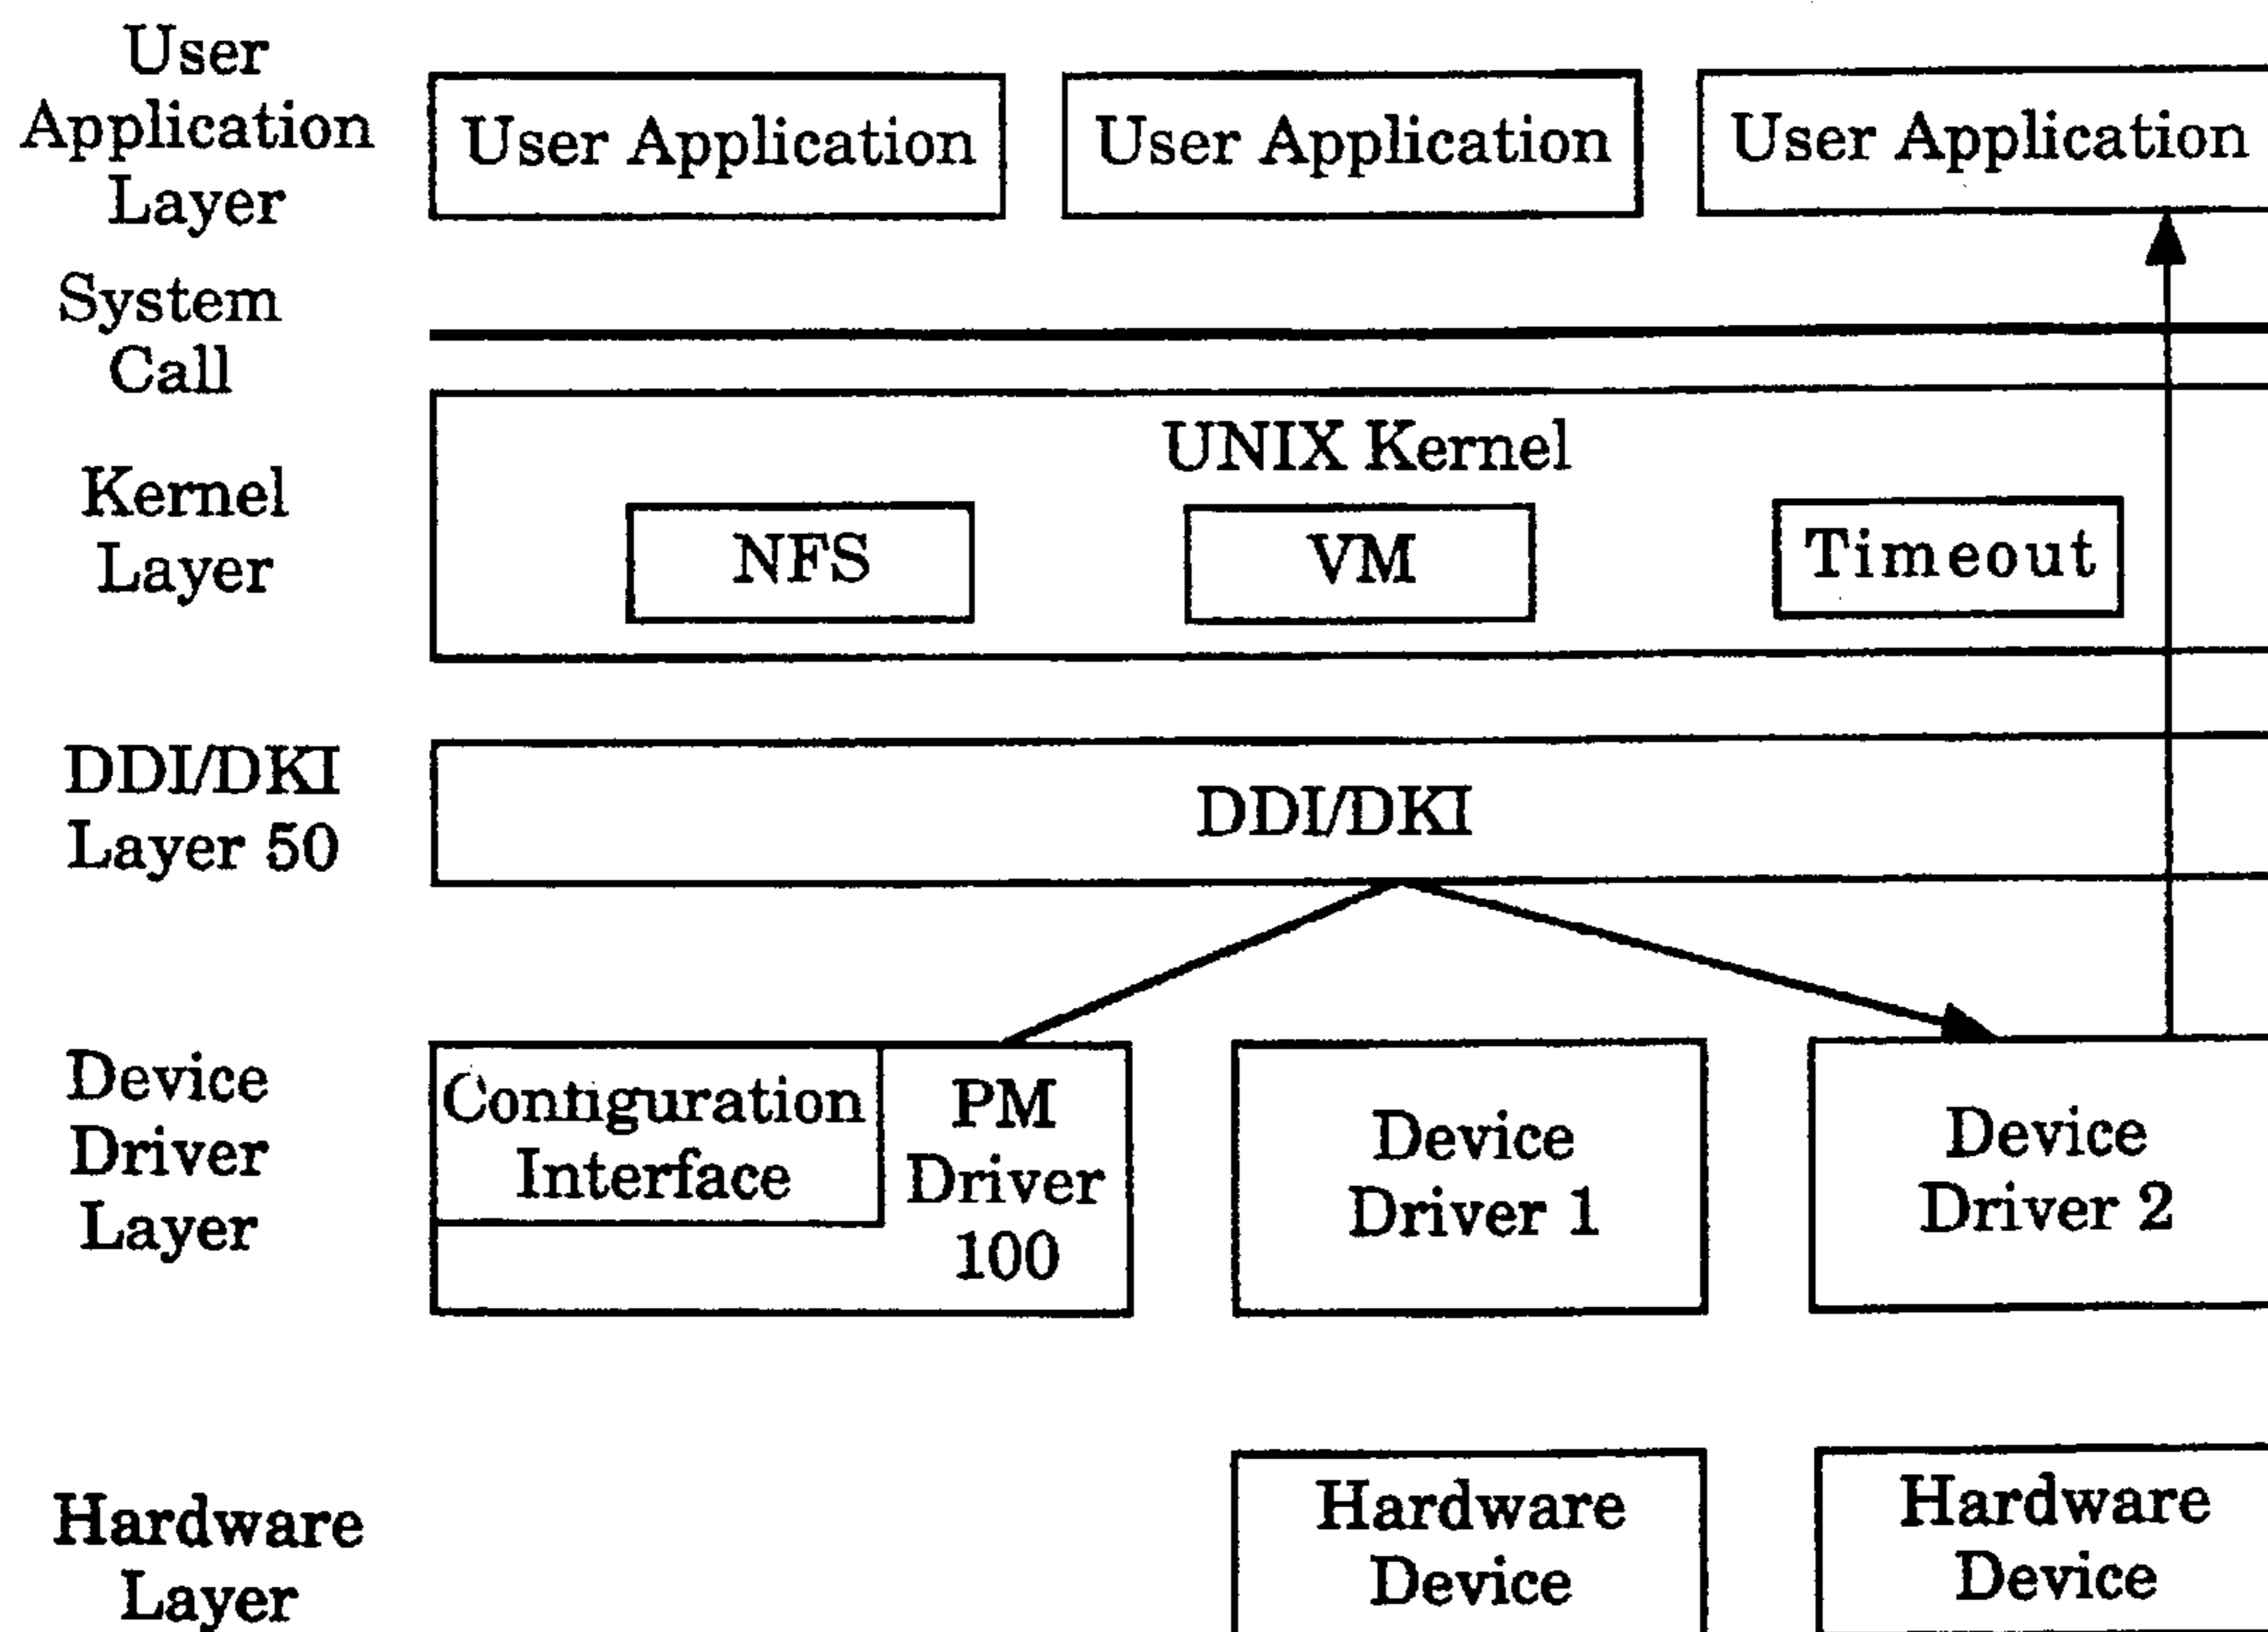 User
Application
Layer
User Application
User Application
User Application
System
Call
Kernel
Layer
UNIX Kernel
NFS
VM
Timeout
DDI/DKI
Layer 50
DDI/DKI
Device
Driver
Layer
Configuration
Interface
PM
Driver
100
Device
Driver 1
Device
Driver 2
Hardware
Layer
Hardware
Device
Hardware
Device